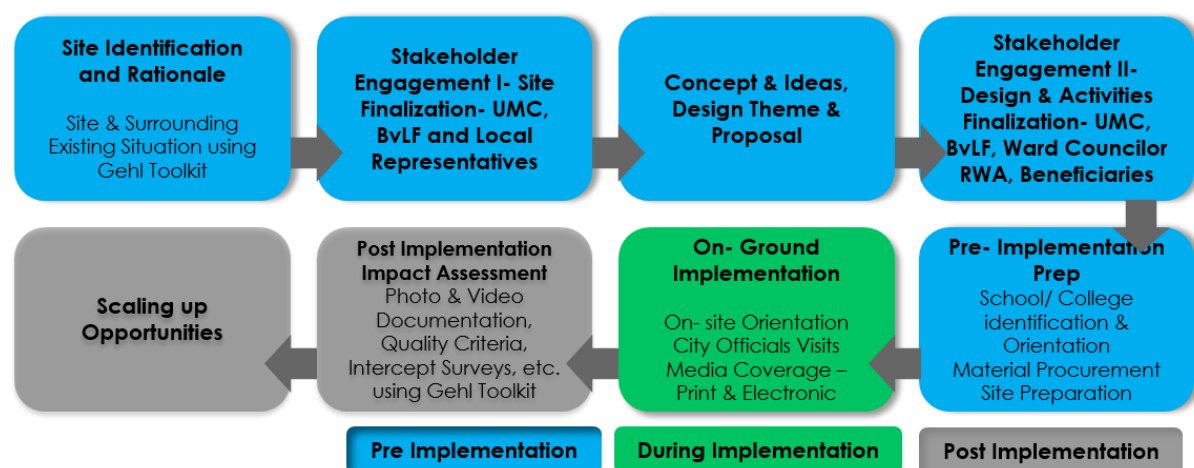 Site Identification
and Rationale
Site & Surrounding
Existing Situation using
Gehl Toolkit
Stakeholder
Engagement I- Site
Finalization- UMC,
BvLF and Local
Representatives
Concept & Ideas,
Design Theme &
Proposal
Stakeholder
Engagement II-
Design & Activities
Finalization- UMC,
BvLF, Ward Councilor
RWA, Beneficiaries
Pre- Implementation
Prep
School/ College
identification &
Orientation
Material Procurement
Site Preparation
On- Ground
Implementation
On- site Orientation
City Officials Visits
Media Coverage –
Print & Electronic
Post Implementation
Impact Assessment
Photo & Video
Documentation,
Quality Criteria,
Intercept Surveys, etc.
using Gehl Toolkit
Scaling up
Opportunities
Pre Implementation
During Implementation
Post Implementation